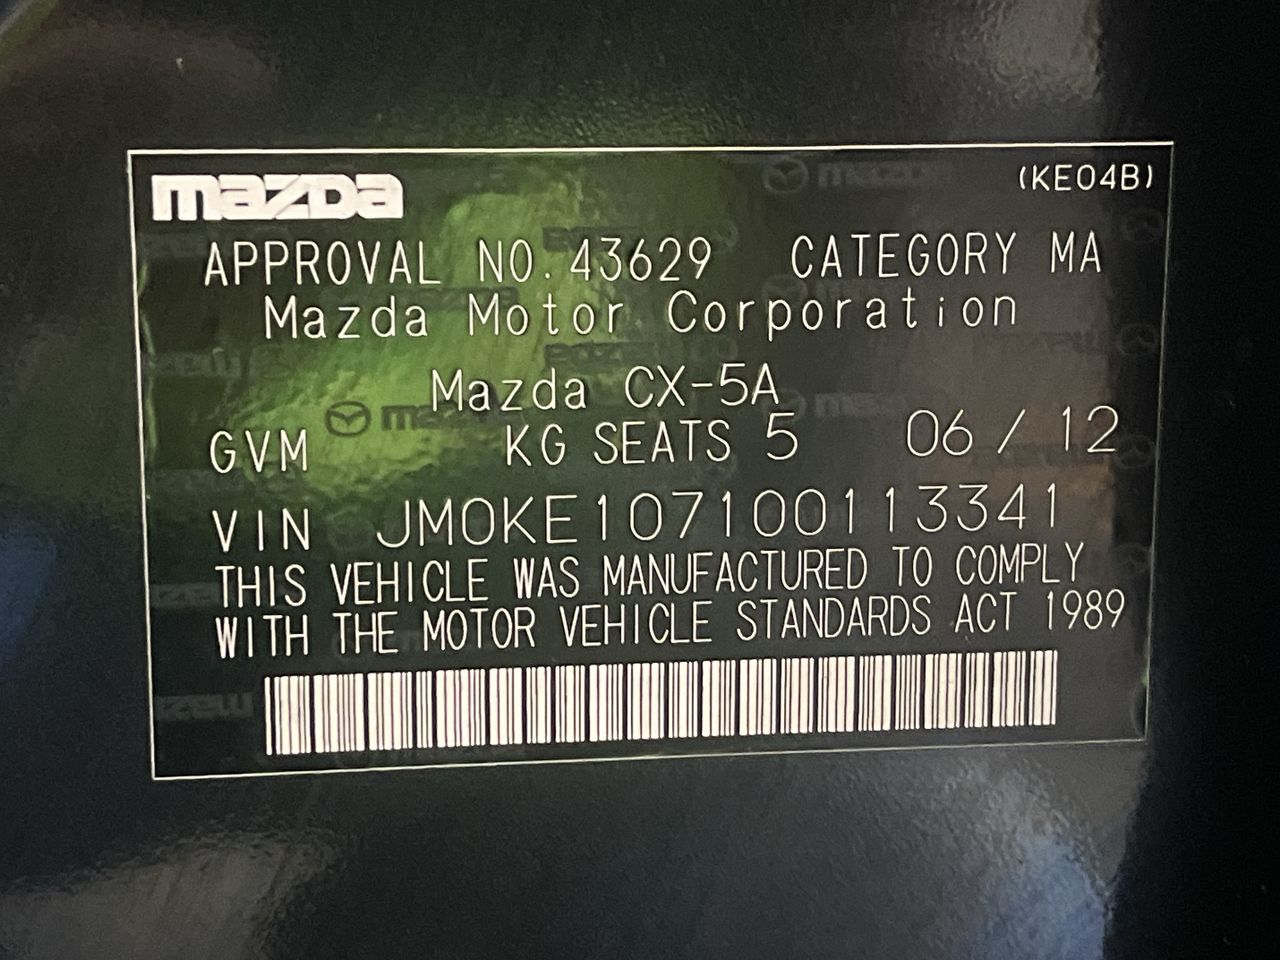 mazda (KE04B)
APPROVAL NO. 43629 CATEGORY MA
Mazda Motor Corporation
Mazda CX-5A
GVM KG SEATS 5 06 / 12
VIN JM0KE107100113341
THIS VEHICLE WAS MANUFACTURED TO COMPLY
WITH THE MOTOR VEHICLE STANDARDS ACT 1989